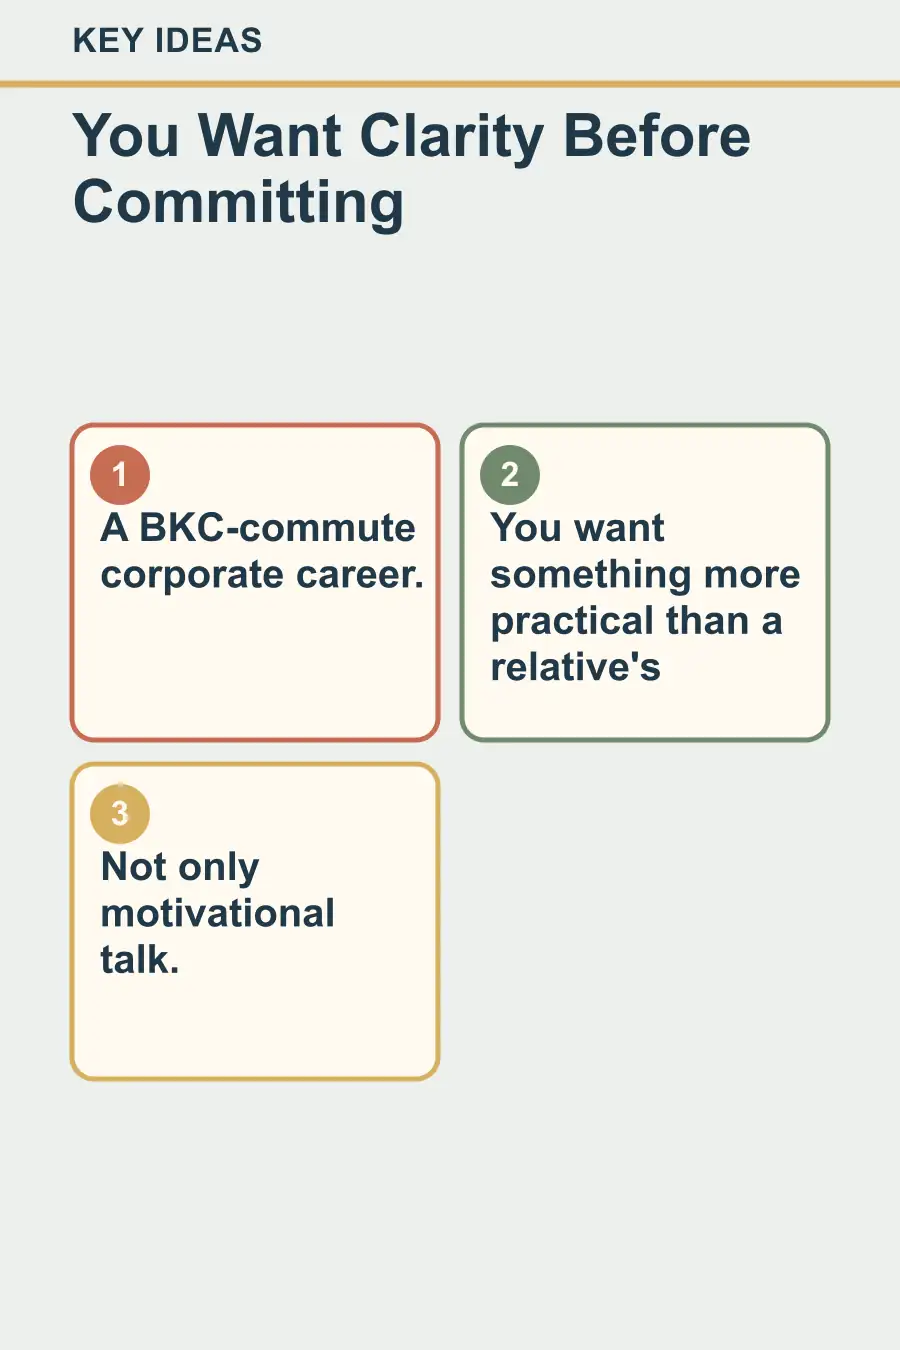 KEY IDEAS
You Want Clarity Before
Committing
1
A BKC-commute
corporate career.
2
You want
something more
practical than a
relative's
3
Not only
motivational
talk.